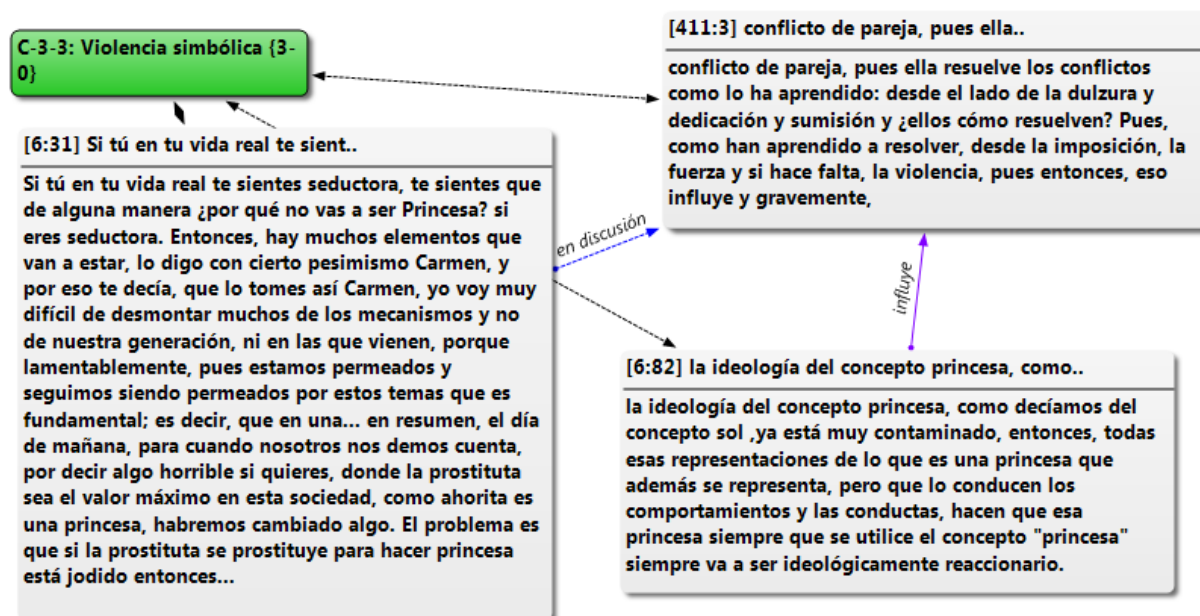 C-3-3: Violencia simbólica {3-
0}
[6:31] Si tú en tu vida real te sient..
Si tú en tu vida real te sientes seductora, te sientes que
de alguna manera ¿por qué no vas a ser Princesa? si
eres seductora. Entonces, hay muchos elementos que
van a estar, lo digo con cierto pesimismo Carmen, y
por eso te decía, que lo tomes así Carmen, yo voy muy
difícil de desmontar muchos de los mecanismos y no
de nuestra generación, ni en las que vienen, porque
lamentablemente, pues estamos permeados y
seguimos siendo permeados por estos temas que es
fundamental; es decir, que en una... en resumen, el día
de mañana, para cuando nosotros nos demos cuenta,
por decir algo horrible si quieres, donde la prostituta
sea el valor máximo en esta sociedad, como ahorita es
una princesa, habremos cambiado algo. El problema es
que si la prostituta se prostituye para hacer princesa
está jodido entonces...
[411:3] conflicto de pareja, pues ella..
conflicto de pareja, pues ella resuelve los conflictos
como lo ha aprendido: desde el lado de la dulzura y
dedicación y sumisión y ¿ellos cómo resuelven? Pues,
como han aprendido a resolver, desde la imposición, la
fuerza y si hace falta, la violencia, pues entonces, eso
influye y gravemente,
en discusión
influye
[6:82] la ideología del concepto princesa, como..
la ideología del concepto princesa, como decíamos del
concepto sol ,ya está muy contaminado, entonces, todas
esas representaciones de lo que es una princesa que
además se representa, pero que lo conducen los
comportamientos y las conductas, hacen que esa
princesa siempre que se utilice el concepto "princesa"
siempre va a ser ideológicamente reaccionario.